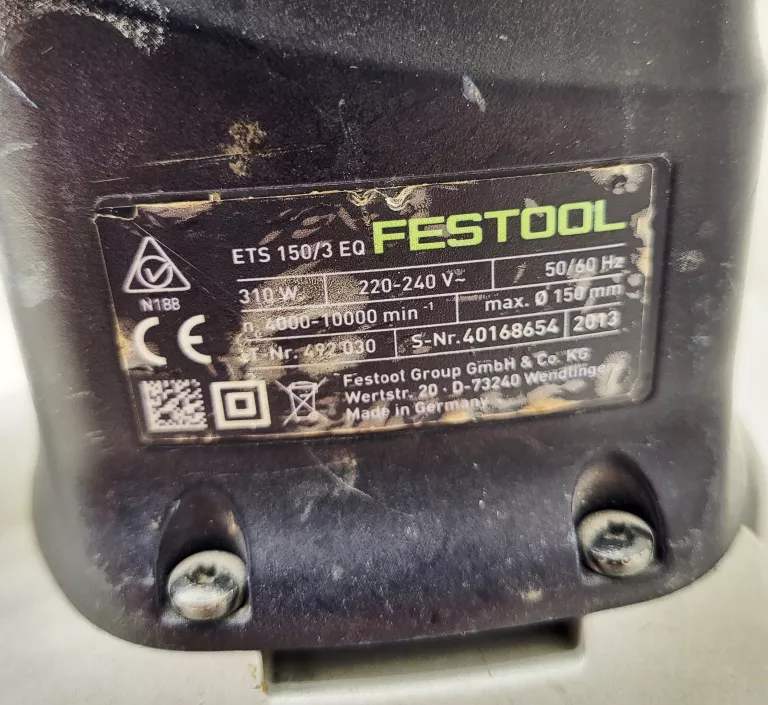 ETS 150/3 EQ FESTOOL
310 W 220-240 V~ 50/60 Hz
n. 4000-10000 min⁻¹ max. Ø 150 mm
T-Nr. 492 030 S-Nr. 40168654 2013
N188
CE
Festool Group GmbH & Co. KG
Wertstr. 20 · D-73240 Wendlingen
Made in Germany